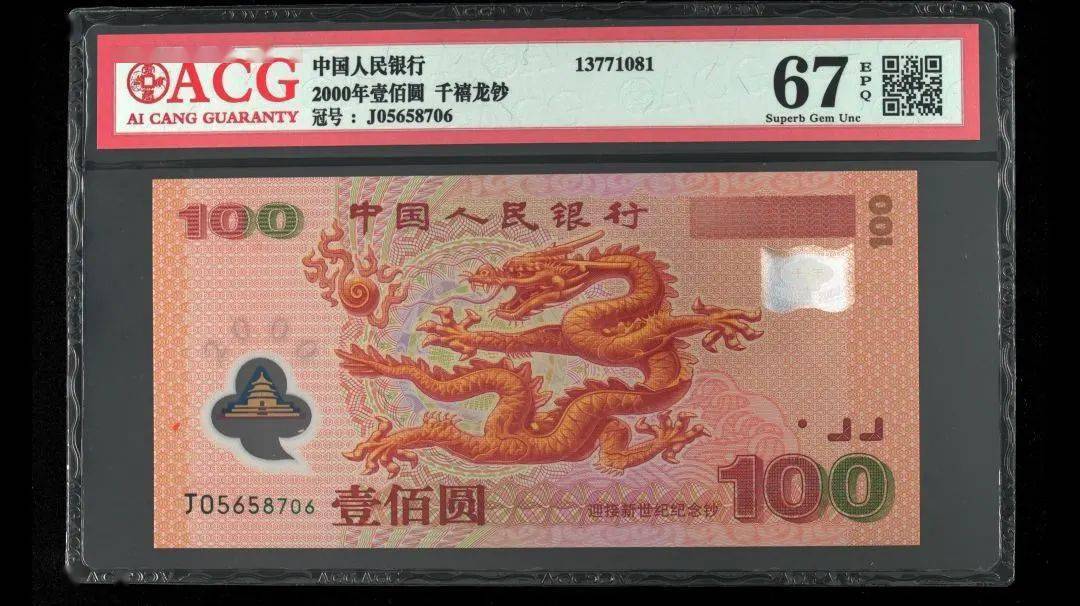 ACG
AI CANG GUARANTY
中国人民银行
13771081
2000年壹佰圆 千禧龙钞
冠号：J05658706
67
EPQ
Superb Gem Unc
100
中国人民银行
100
2000
J05658706
壹佰圆
迎接新世纪纪念钞
100